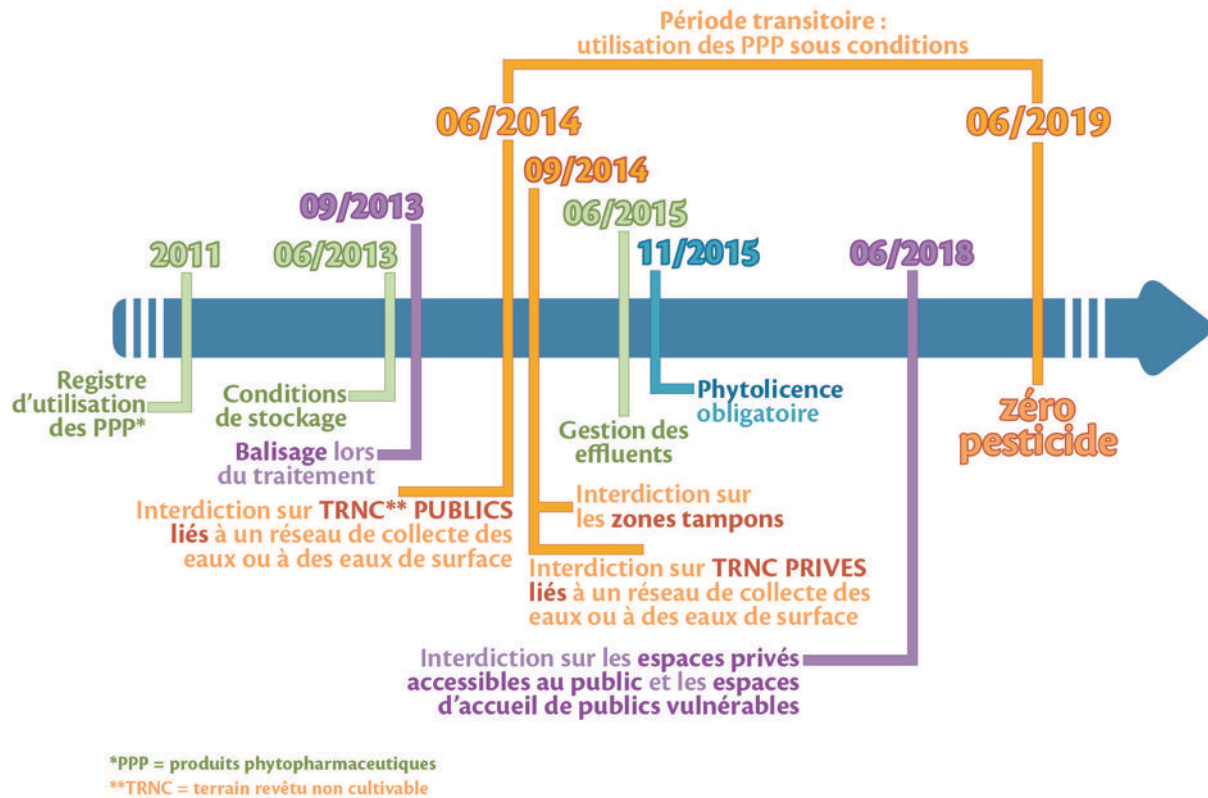 Période transitoire :
utilisation des PPP sous conditions
06/2014
06/2019
09/2014
09/2013
06/2015
2011
06/2013
11/2015
06/2018
Registre
d'utilisation
des PPP*
Conditions
de stockage
Balisage lors
du traitement
Interdiction sur TRNC** PUBLICS
liés à un réseau de collecte des
eaux ou à des eaux de surface
Gestion des
effluents
Phytolicence
obligatoire
zéro
pesticide
Interdiction sur
les zones tampons
Interdiction sur TRNC PRIVES
liés à un réseau de collecte des
eaux ou à des eaux de surface
Interdiction sur les espaces privés
accessibles au public et les espaces
d'accueil de publics vulnérables
*PPP = produits phytopharmaceutiques
**TRNC = terrain revêtu non cultivable